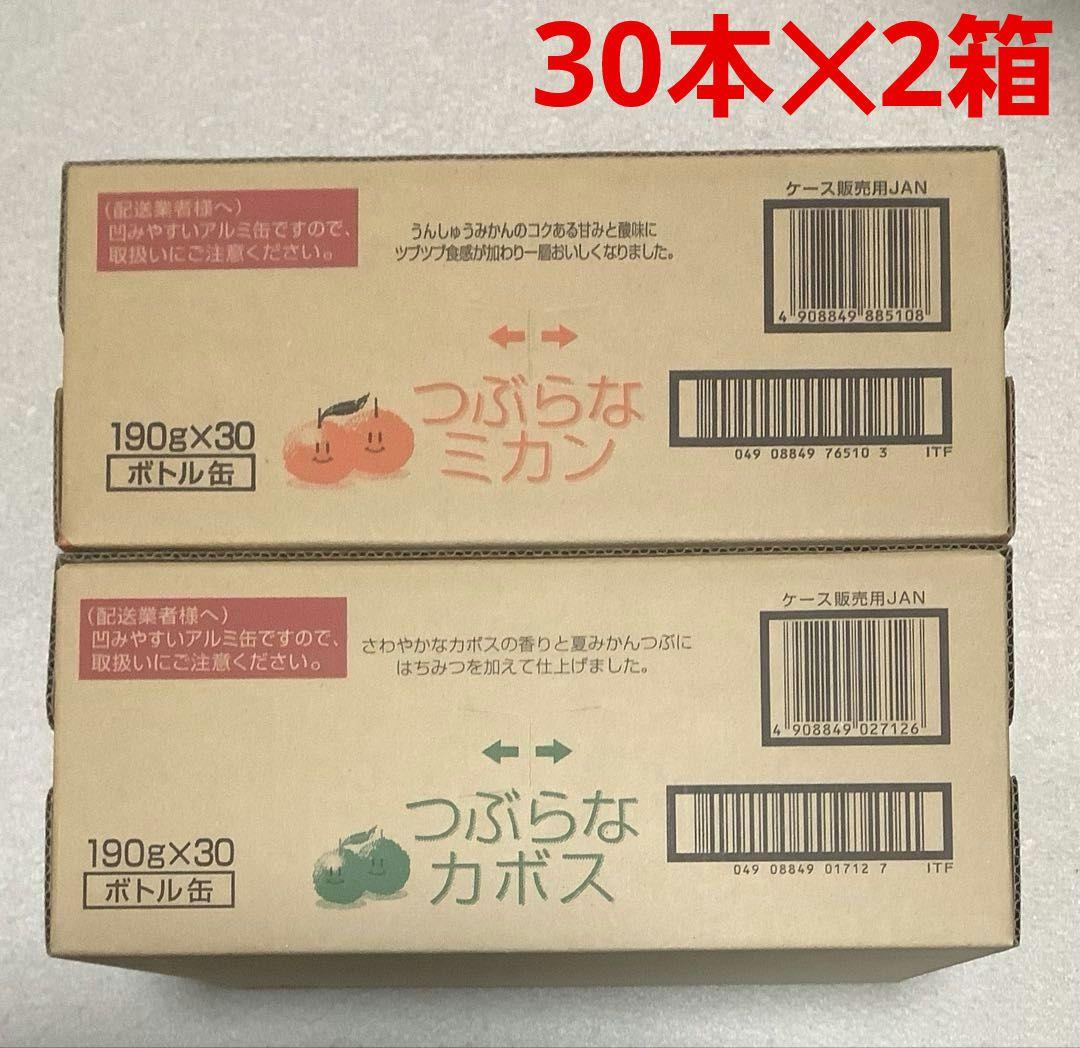 30本×2箱
(配送業者様へ)
凹みやすいアルミ缶ですので、
取扱いにご注意ください。
うんしゅうみかんのコクある甘みと酸味に
ツブツブ食感が加わり一層おいしくなりました。
ケース販売用JAN
4 908849 885108
つぶらな
ミカン
190g×30
ボトル缶
049 08849 76510 3 ITF
(配送業者様へ)
凹みやすいアルミ缶ですので、
取扱いにご注意ください。
さわやかなカボスの香りと夏みかんつぶに
はちみつを加えて仕上げました。
ケース販売用JAN
4 908849 027126
つぶらな
カボス
190g×30
ボトル缶
049 08849 01712 7 ITF